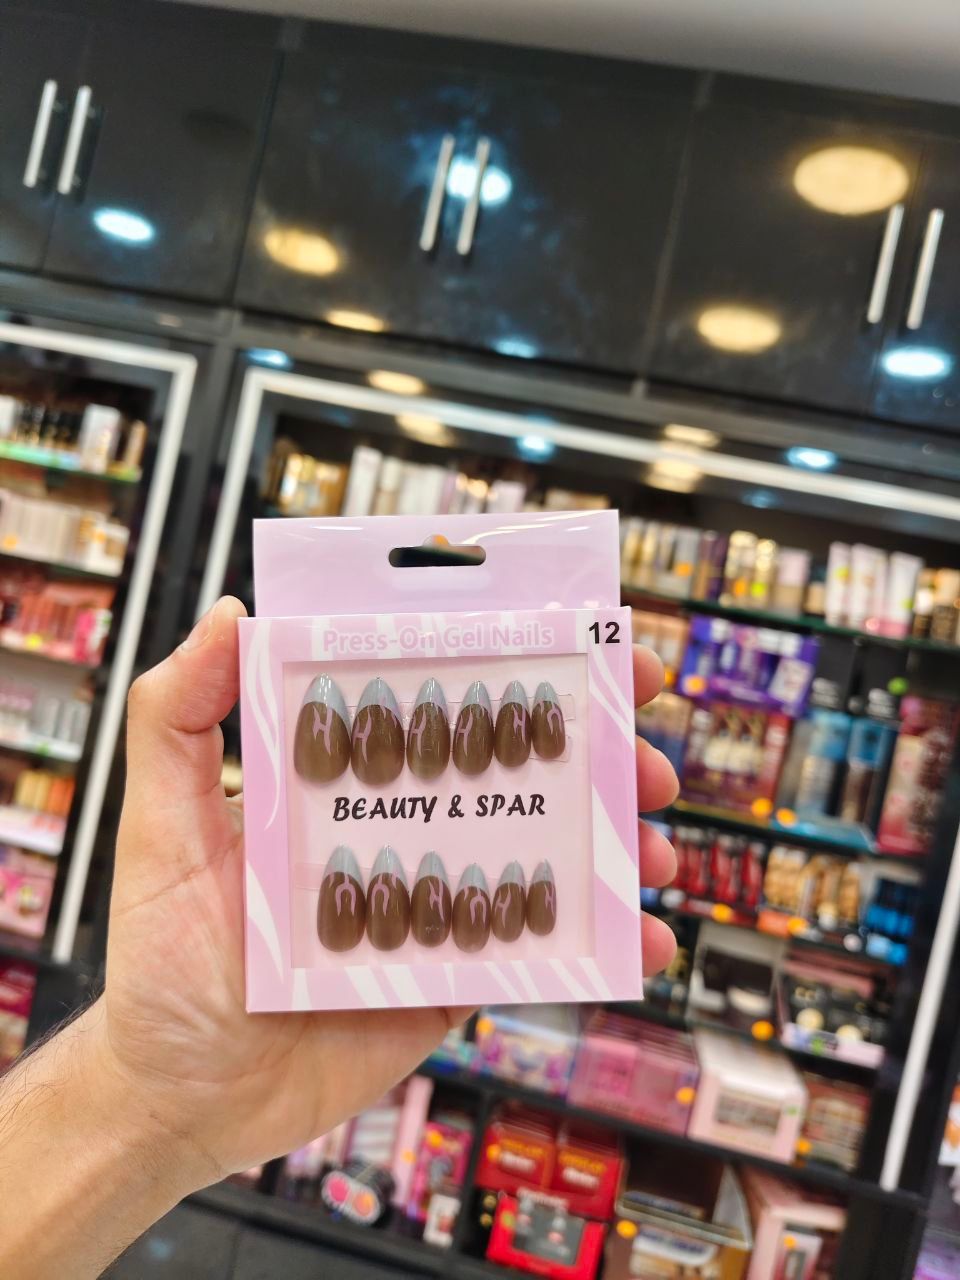 Press-On Gel Nails
12
BEAUTY & SPAR